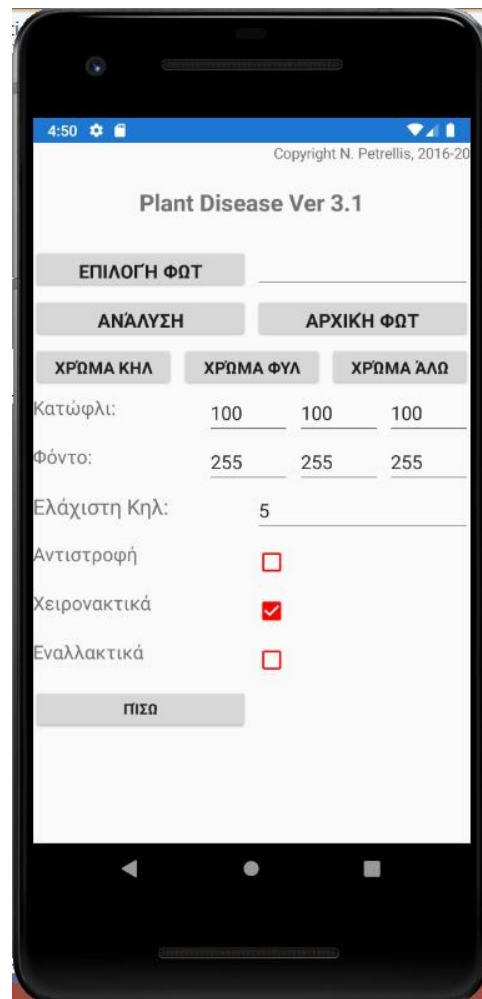 4:50
Copyright N. Petrellis, 2016-20
Plant Disease Ver 3.1
ΕΠΙΛΟΓΉ ΦΩΤ
ΑΝΆΛΥΣΗ ΑΡΧΙΚΉ ΦΩΤ
ΧΡΏΜΑ ΚΗΛ ΧΡΏΜΑ ΦΥΛ ΧΡΏΜΑ ΆΛΩ
Κατώφλι: 100 100 100
Φόντο: 255 255 255
Ελάχιστη Κηλ: 5
Αντιστροφή
Χειρονακτικά
Εναλλακτικά
ΠΊΣΩ